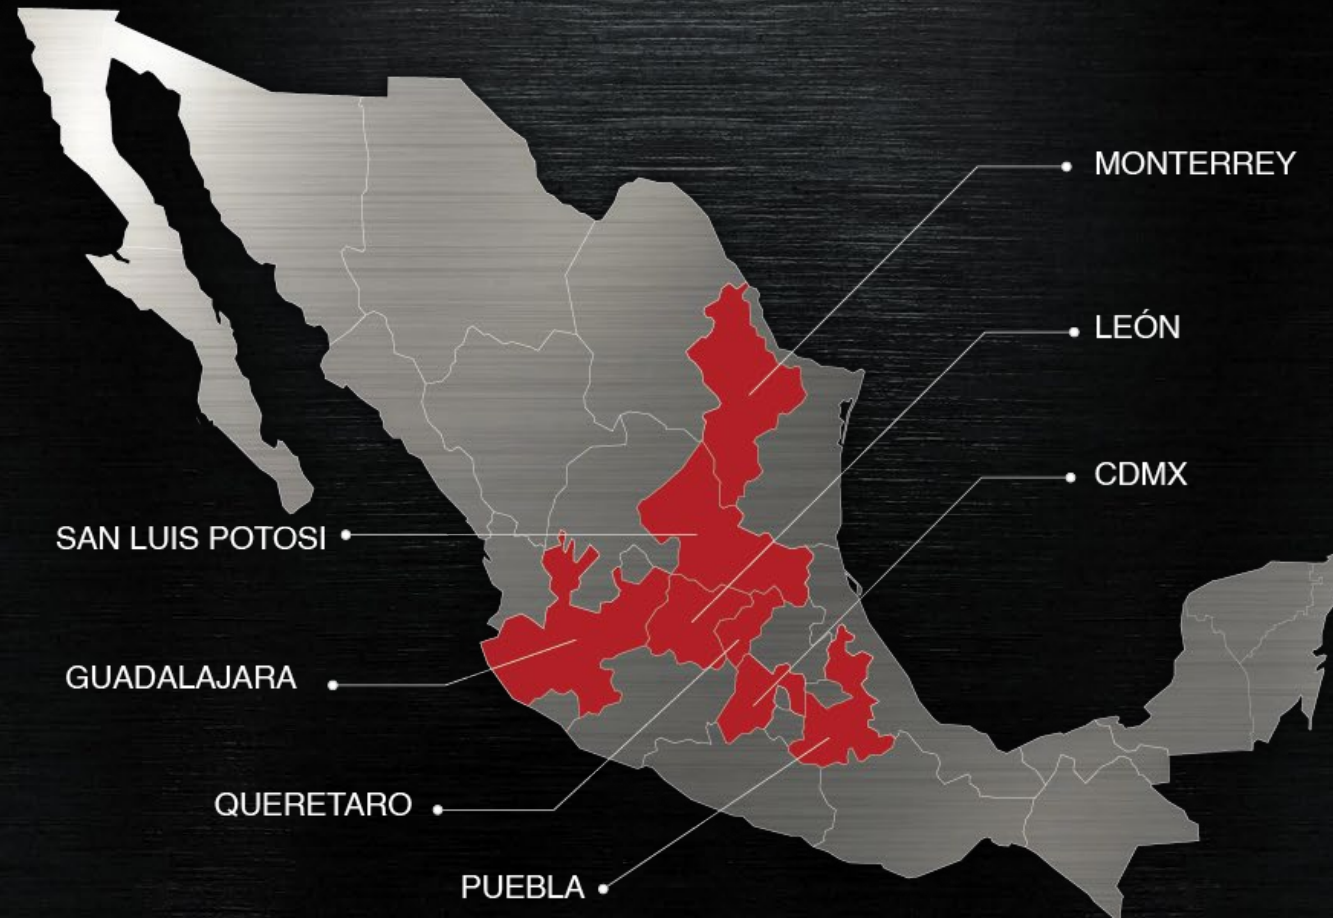 MONTERREY
LEÓN
CDMX
SAN LUIS POTOSI
GUADALAJARA
QUERETARO
PUEBLA